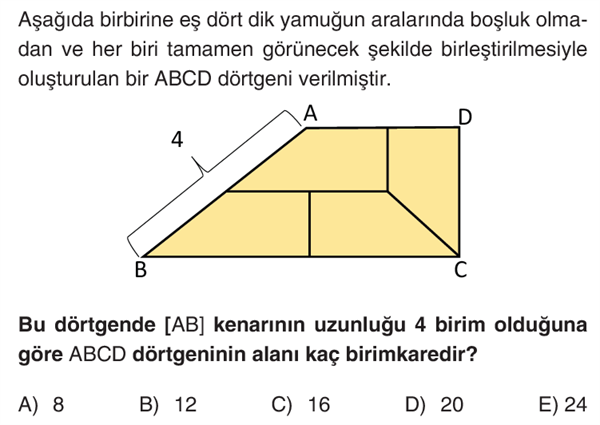 Aşağıda birbirine eş dört dik yamuğun aralarında boşluk olma-
dan ve her biri tamamen görünecek şekilde birleştirilmesiyle
oluşturulan bir ABCD dörtgeni verilmiştir.
A
D
4
B
C
Bu dörtgende [AB] kenarının uzunluğu 4 birim olduğuna
göre ABCD dörtgeninin alanı kaç birimkaredir?
A) 8 B) 12 C) 16 D) 20 E) 24